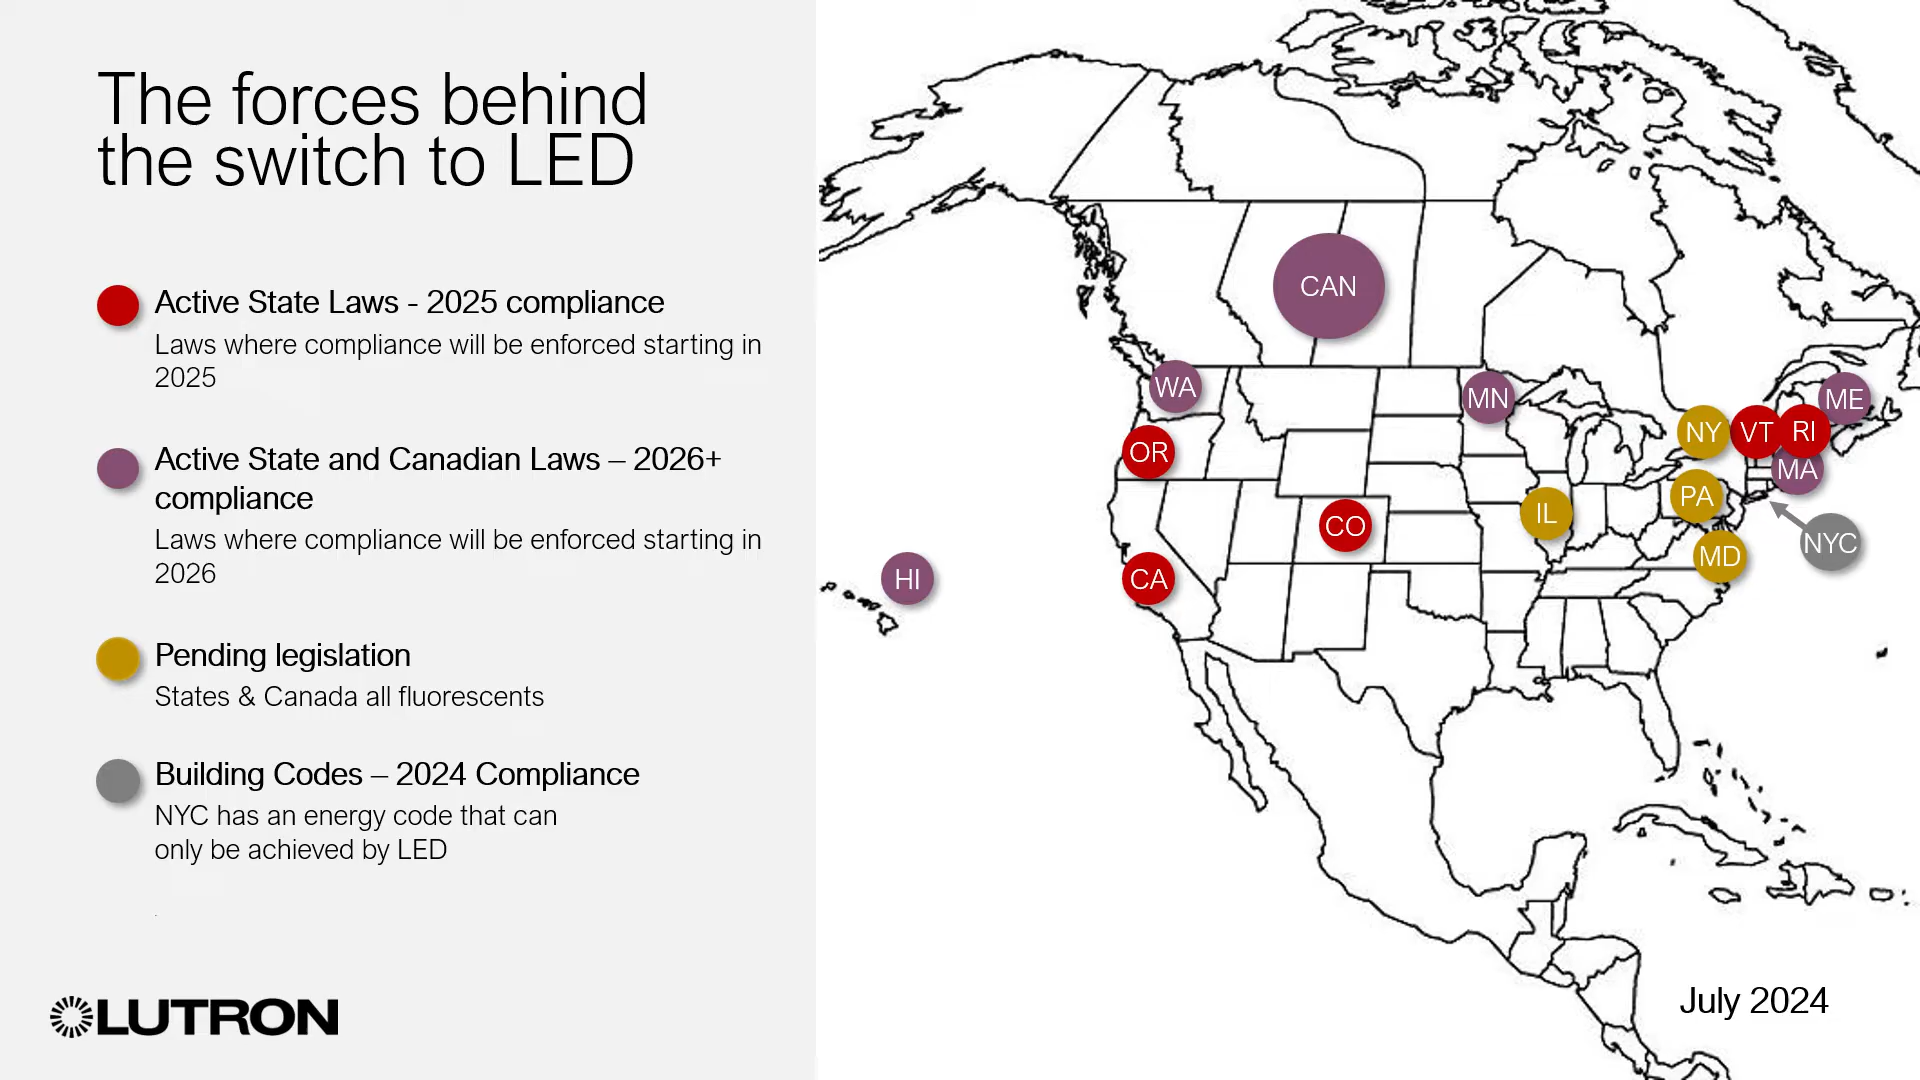 The forces behind
the switch to LED
Active State Laws - 2025 compliance
Laws where compliance will be enforced starting in
2025
Active State and Canadian Laws – 2026+
compliance
Laws where compliance will be enforced starting in
2026
Pending legislation
States & Canada all fluorescents
Building Codes – 2024 Compliance
NYC has an energy code that can
only be achieved by LED
.
LUTRON
CAN
WA
MN
ME
OR
NY
VT
RI
MA
PA
IL
CO
NYC
MD
HI
CA
July 2024